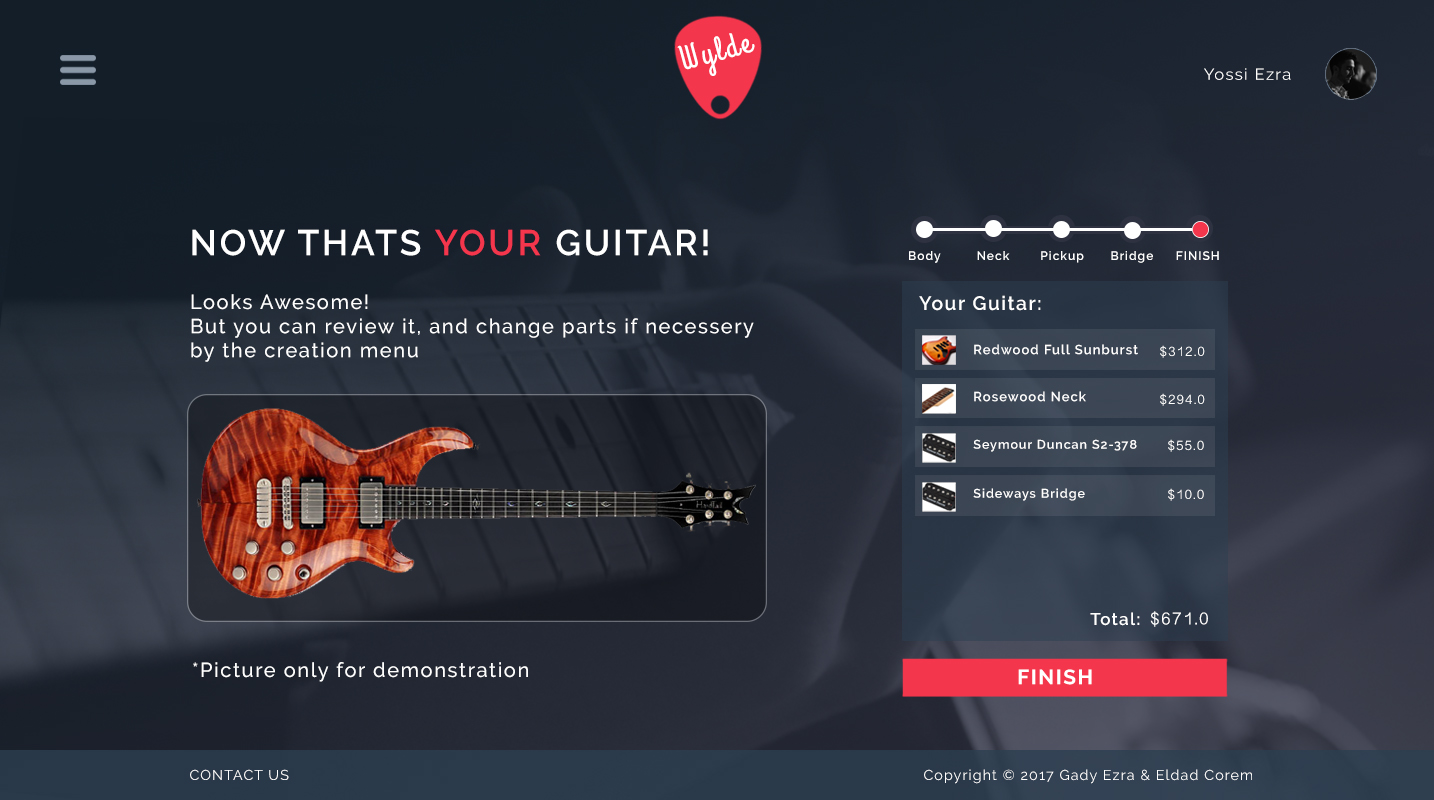 Wylde
Yossi Ezra
NOW THATS YOUR GUITAR!
Looks Awesome!
But you can review it, and change parts if necessery
by the creation menu
*Picture only for demonstration
Body Neck Pickup Bridge FINISH
Your Guitar:
Redwood Full Sunburst $312.0
Rosewood Neck $294.0
Seymour Duncan S2-378 $55.0
Sideways Bridge $10.0
Total: $671.0
FINISH
CONTACT US
Copyright © 2017 Gady Ezra & Eldad Corem